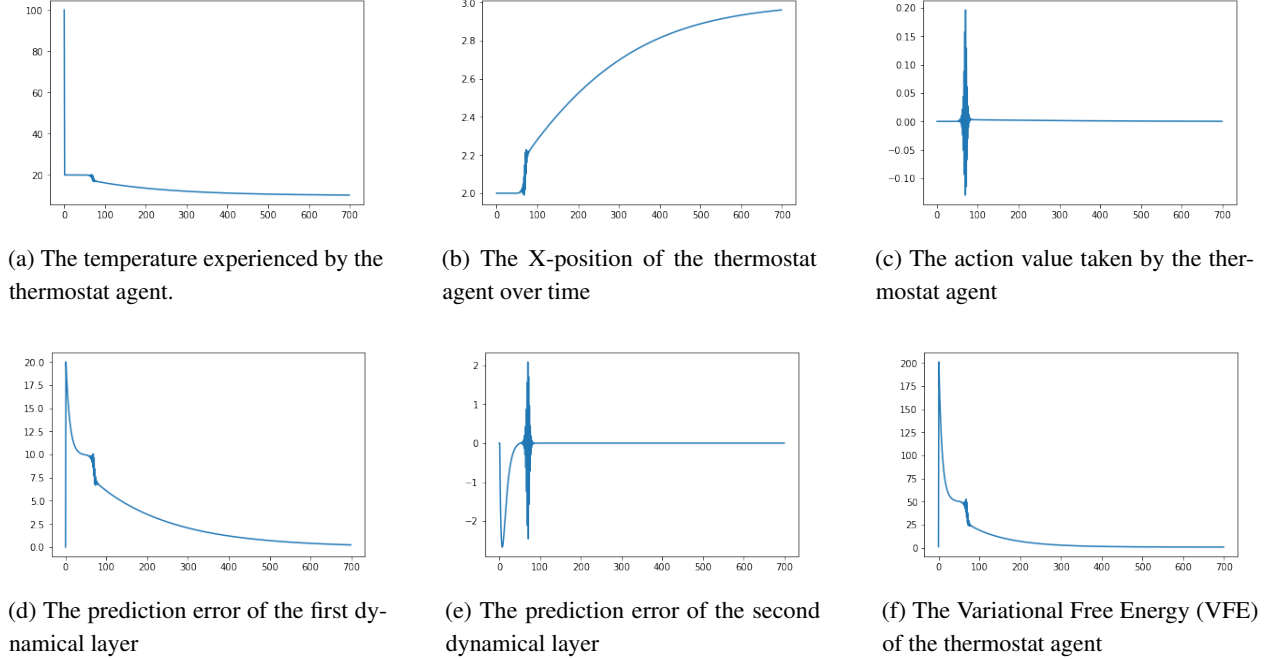 100
80
60
40
20
0 100 200 300 400 500 600 700
(a) The temperature experienced by the
thermostat agent.
3.0
2.8
2.6
2.4
2.2
2.0
0 100 200 300 400 500 600 700
(b) The X-position of the thermostat
agent over time
0.20
0.15
0.10
0.05
0.00
−0.05
−0.10
0 100 200 300 400 500 600 700
(c) The action value taken by the ther-
mostat agent
20.0
17.5
15.0
12.5
10.0
7.5
5.0
2.5
0.0
0 100 200 300 400 500 600 700
(d) The prediction error of the first dy-
namical layer
2
1
0
−1
−2
0 100 200 300 400 500 600 700
(e) The prediction error of the second
dynamical layer
200
175
150
125
100
75
50
25
0
0 100 200 300 400 500 600 700
(f) The Variational Free Energy (VFE)
of the thermostat agent